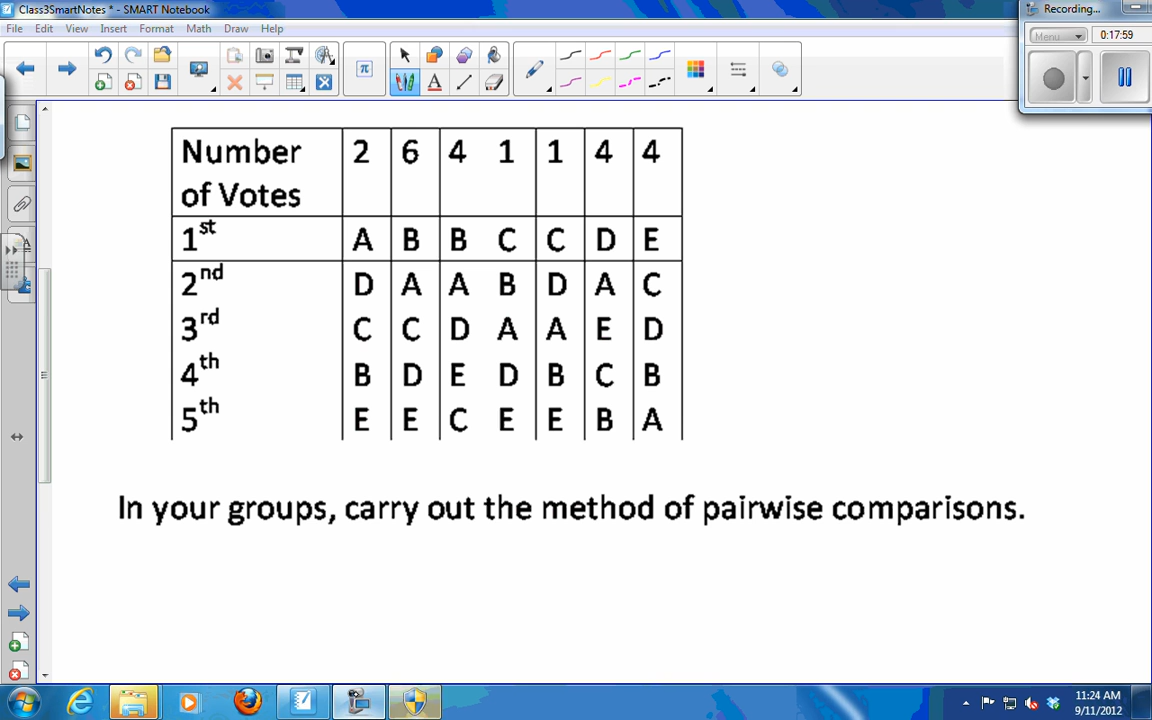 Class3SmartNotes * - SMART Notebook
File Edit View Insert Format Math Draw Help
Recording...
Menu
0:17:59
π
A
Number of Votes 2 6 4 1 1 4 4
1st A B B C C D E
2nd D A A B D A C
3rd C C D A A E D
4th B D E D B C B
5th E E C E E B A
In your groups, carry out the method of pairwise comparisons.
11:24 AM
9/11/2012